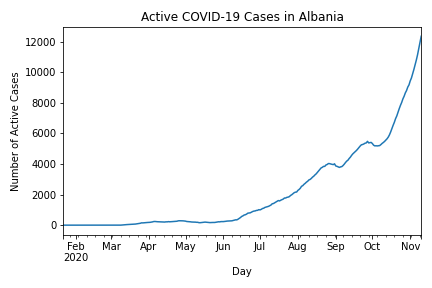 Active COVID-19 Cases in Albania
Number of Active Cases
12000
10000
8000
6000
4000
2000
0
Feb Mar Apr May Jun Jul Aug Sep Oct Nov
2020
Day